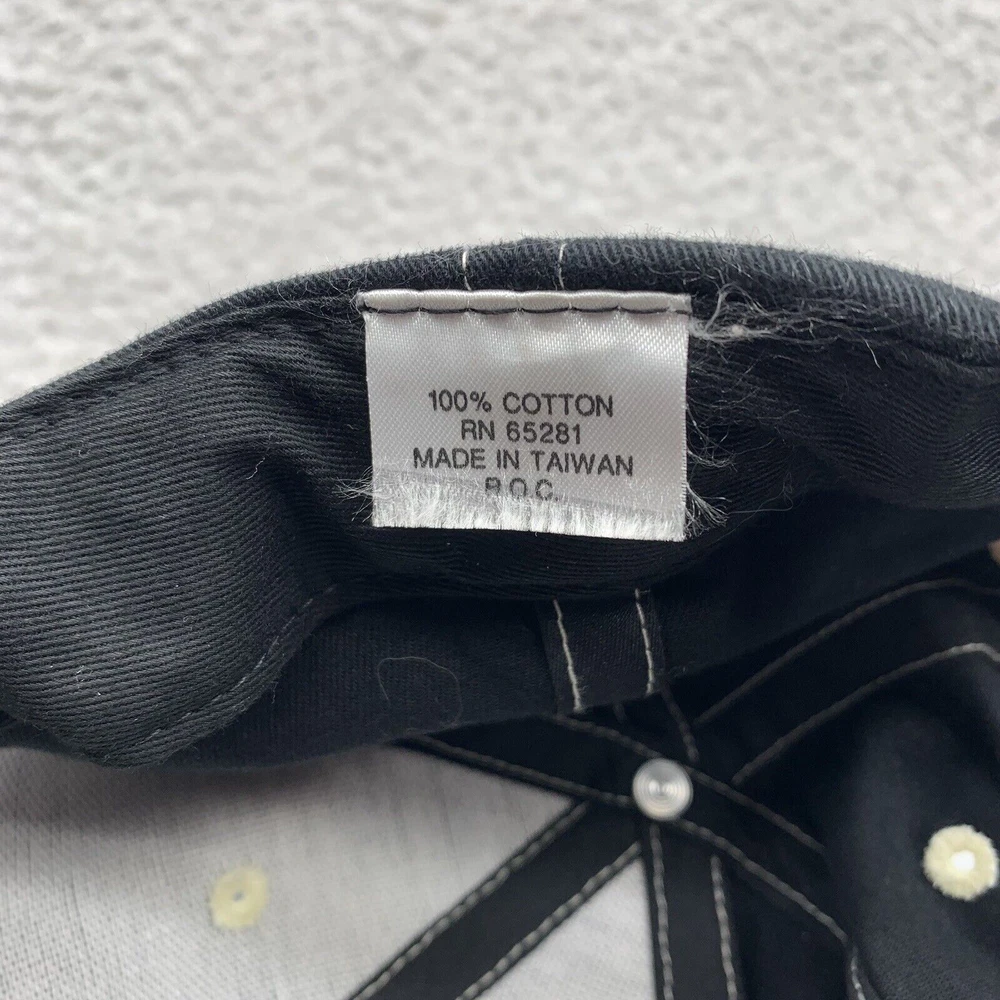 100% COTTON
RN 65281
MADE IN TAIWAN
R.O.C.